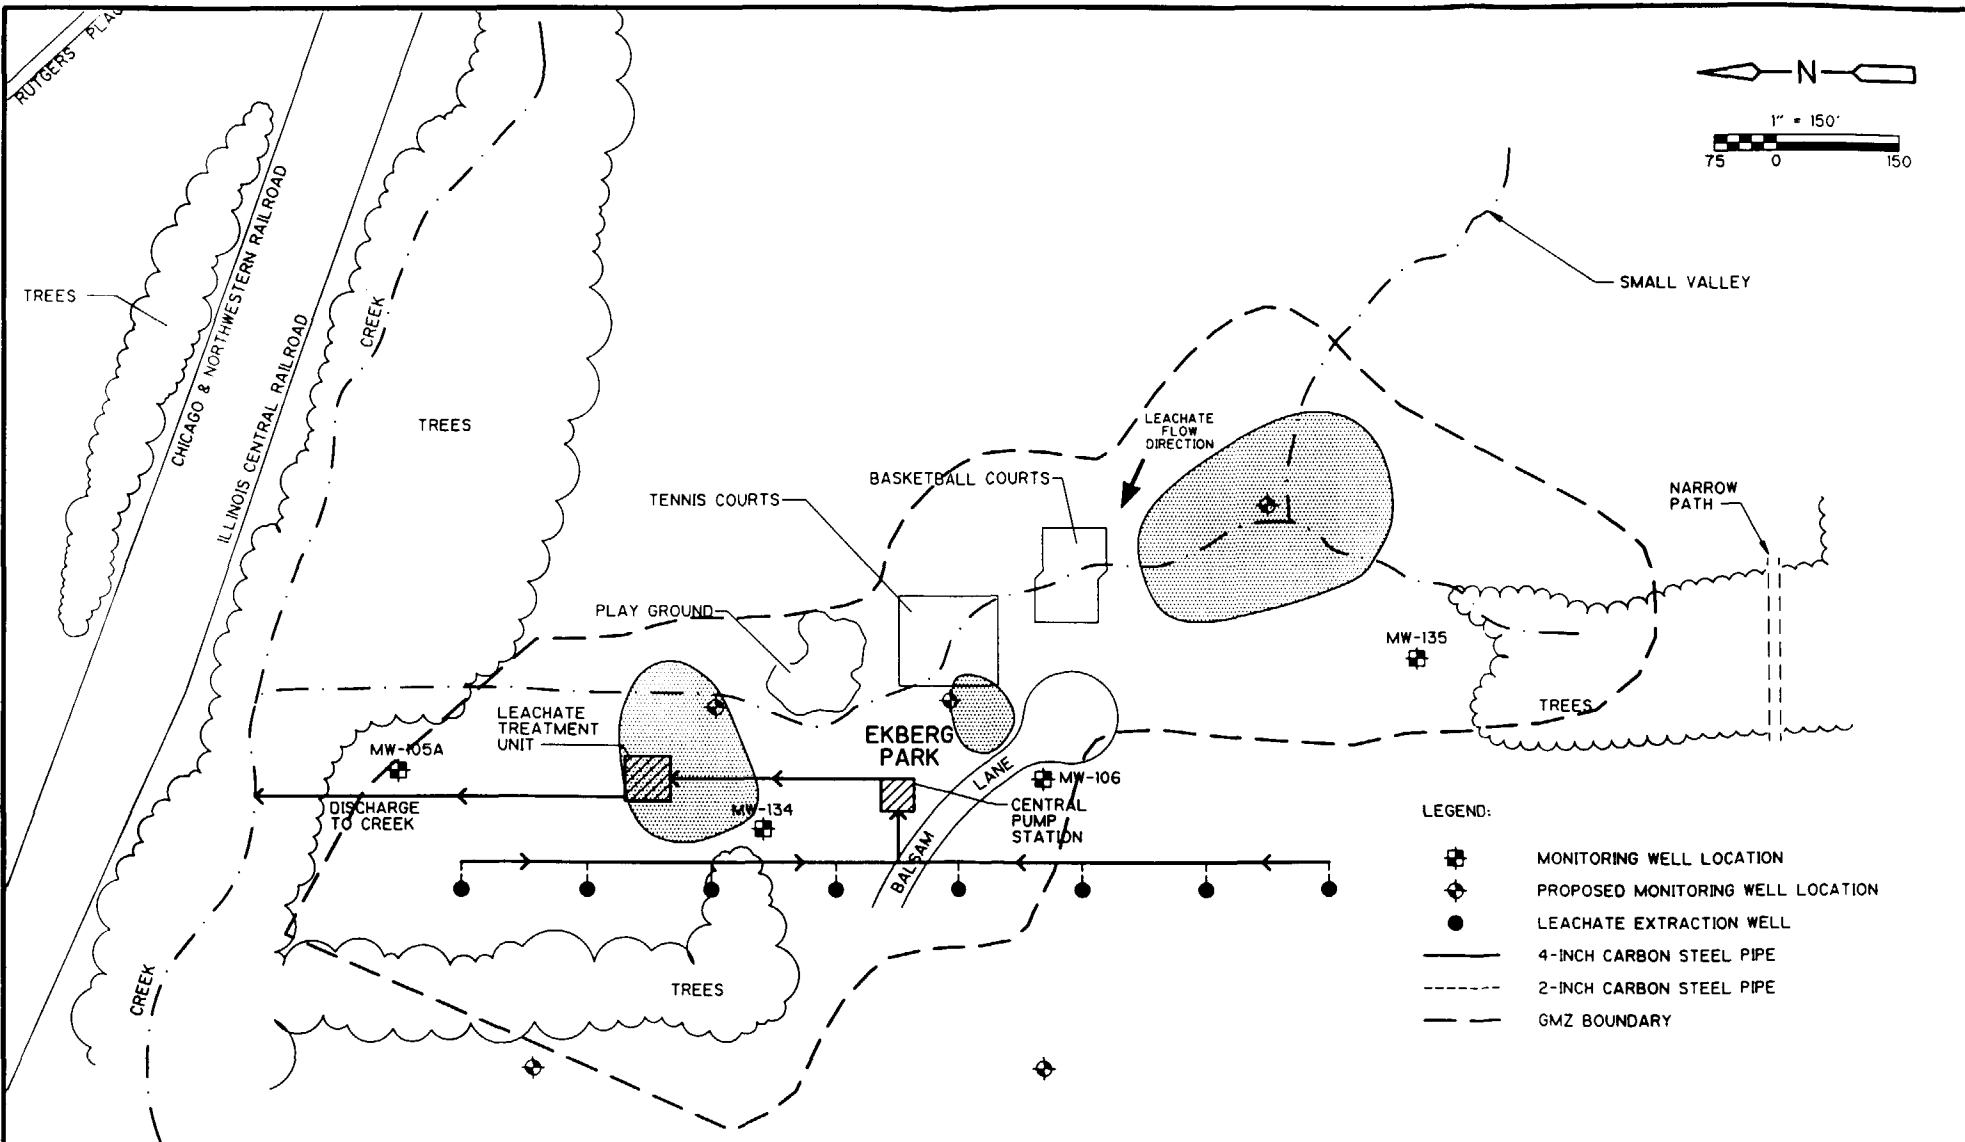 RUTGERS PLAC
N
1" = 150'
75 0 150
TREES
CHICAGO & NORTHWESTERN RAILROAD
ILLINOIS CENTRAL RAILROAD
CREEK
TREES
SMALL VALLEY
LEACHATE
FLOW
DIRECTION
BASKETBALL COURTS
TENNIS COURTS
NARROW
PATH
PLAY GROUND
MW-135
TREES
LEACHATE
TREATMENT
UNIT
EKBERG
PARK
MW-105A
MW-106
BALSAM LANE
DISCHARGE
TO CREEK
MW-134
CENTRAL
PUMP
STATION
CREEK
TREES
LEGEND:
MONITORING WELL LOCATION
PROPOSED MONITORING WELL LOCATION
LEACHATE EXTRACTION WELL
4-INCH CARBON STEEL PIPE
2-INCH CARBON STEEL PIPE
GMZ BOUNDARY